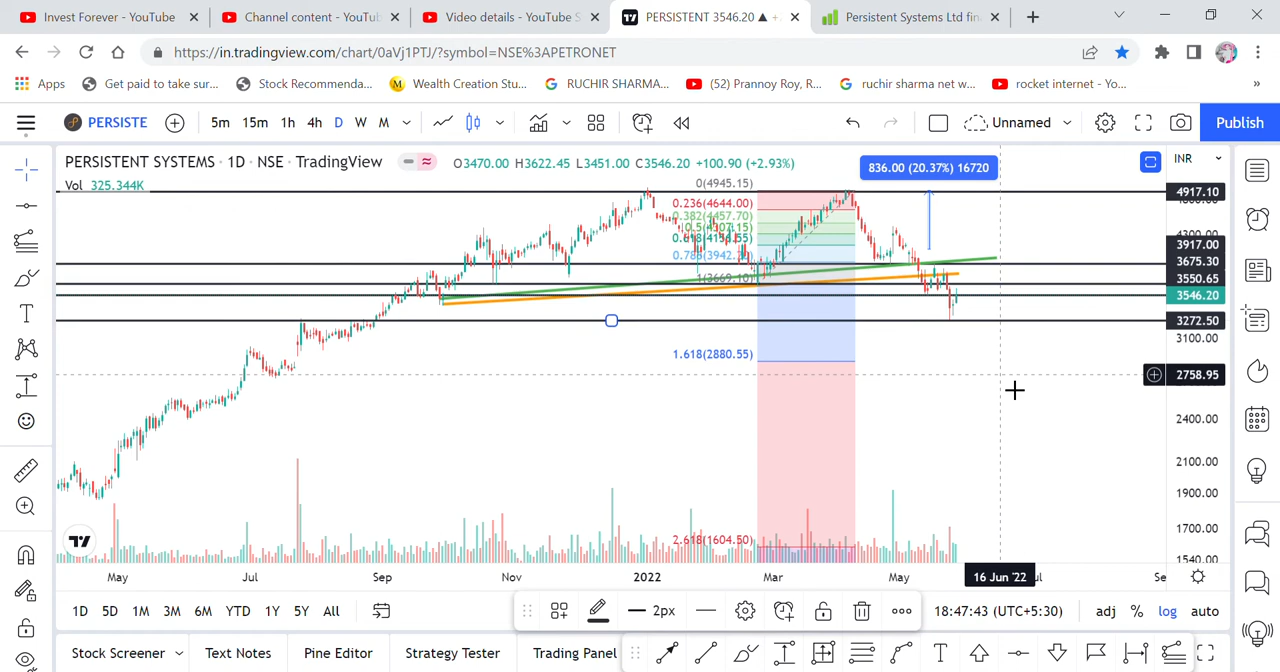 Invest Forever - YouTube
Channel content - YouTu
Video details - YouTube S
PERSISTENT 3546.20 ▲ +
Persistent Systems Ltd fin
https://in.tradingview.com/chart/0aVj1PTJ/?symbol=NSE%3APETRONET
Apps
Get paid to take sur...
Stock Recommenda...
Wealth Creation Stu...
RUCHIR SHARMA...
(52) Prannoy Roy, R...
ruchir sharma net w...
rocket internet - Yo...
»
PERSISTE
5m 15m 1h 4h D W M
Unnamed
Publish
PERSISTENT SYSTEMS · 1D · NSE · TradingView
O3470.00 H3622.45 L3451.00 C3546.20 +100.90 (+2.93%)
Vol 325.344K
836.00 (20.37%) 16720
INR
0(4945.15)
0.236(4644.00)
0.382(4457.70)
1(3669.10)
1.618(2880.55)
2.618(1604.50)
4917.10
3917.00
3675.30
3550.65
3546.20
3272.50
3100.00
2758.95
2400.00
2100.00
1900.00
1700.00
1540.00
May Jul Sep Nov 2022 Mar May 16 Jun '22 Se
1D 5D 1M 3M 6M YTD 1Y 5Y All
2px
18:47:43 (UTC+5:30)
adj % log auto
Stock Screener
Text Notes
Pine Editor
Strategy Tester
Trading Panel